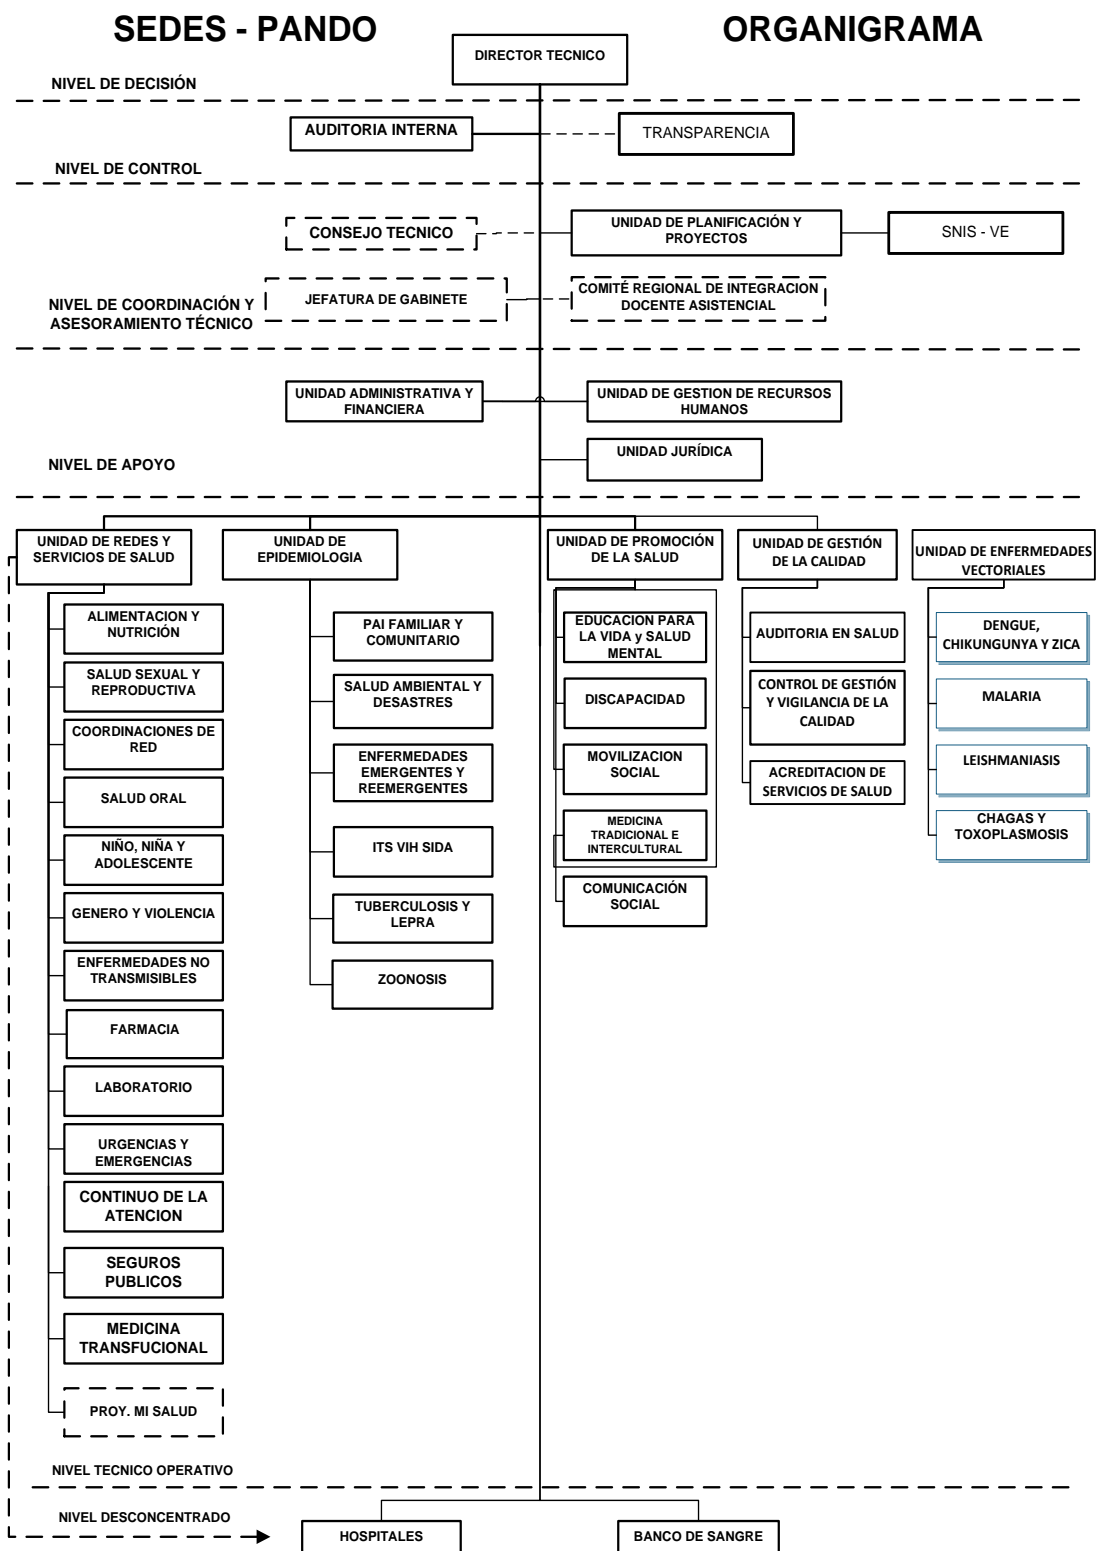 SEDES - PANDO
ORGANIGRAMA
DIRECTOR TECNICO
NIVEL DE DECISIÓN
AUDITORIA INTERNA
TRANSPARENCIA
NIVEL DE CONTROL
CONSEJO TECNICO
UNIDAD DE PLANIFICACIÓN Y
PROYECTOS
SNIS - VE
JEFATURA DE GABINETE
COMITÉ REGIONAL DE INTEGRACION
DOCENTE ASISTENCIAL
NIVEL DE COORDINACIÓN Y
ASESORAMIENTO TÉCNICO
UNIDAD ADMINISTRATIVA Y
FINANCIERA
UNIDAD DE GESTION DE RECURSOS
HUMANOS
UNIDAD JURÍDICA
NIVEL DE APOYO
UNIDAD DE REDES Y
SERVICIOS DE SALUD
ALIMENTACION Y
NUTRICIÓN
SALUD SEXUAL Y
REPRODUCTIVA
COORDINACIONES DE
RED
SALUD ORAL
NIÑO, NIÑA Y
ADOLESCENTE
GENERO Y VIOLENCIA
ENFERMEDADES NO
TRANSMISIBLES
FARMACIA
LABORATORIO
URGENCIAS Y
EMERGENCIAS
CONTINUO DE LA
ATENCION
SEGUROS
PUBLICOS
MEDICINA
TRANSFUCIONAL
PROY. MI SALUD
UNIDAD DE
EPIDEMIOLOGIA
PAI FAMILIAR Y
COMUNITARIO
SALUD AMBIENTAL Y
DESASTRES
ENFERMEDADES
EMERGENTES Y
REEMERGENTES
ITS VIH SIDA
TUBERCULOSIS Y
LEPRA
ZOONOSIS
UNIDAD DE PROMOCIÓN
DE LA SALUD
EDUCACION PARA
LA VIDA y SALUD
MENTAL
DISCAPACIDAD
MOVILIZACION
SOCIAL
MEDICINA
TRADICIONAL E
INTERCULTURAL
COMUNICACIÓN
SOCIAL
UNIDAD DE GESTIÓN
DE LA CALIDAD
AUDITORIA EN SALUD
CONTROL DE GESTIÓN
Y VIGILANCIA DE LA
CALIDAD
ACREDITACION DE
SERVICIOS DE SALUD
UNIDAD DE ENFERMEDADES
VECTORIALES
DENGUE,
CHIKUNGUNYA Y ZICA
MALARIA
LEISHMANIASIS
CHAGAS Y
TOXOPLASMOSIS
NIVEL TECNICO OPERATIVO
NIVEL DESCONCENTRADO
HOSPITALES
BANCO DE SANGRE